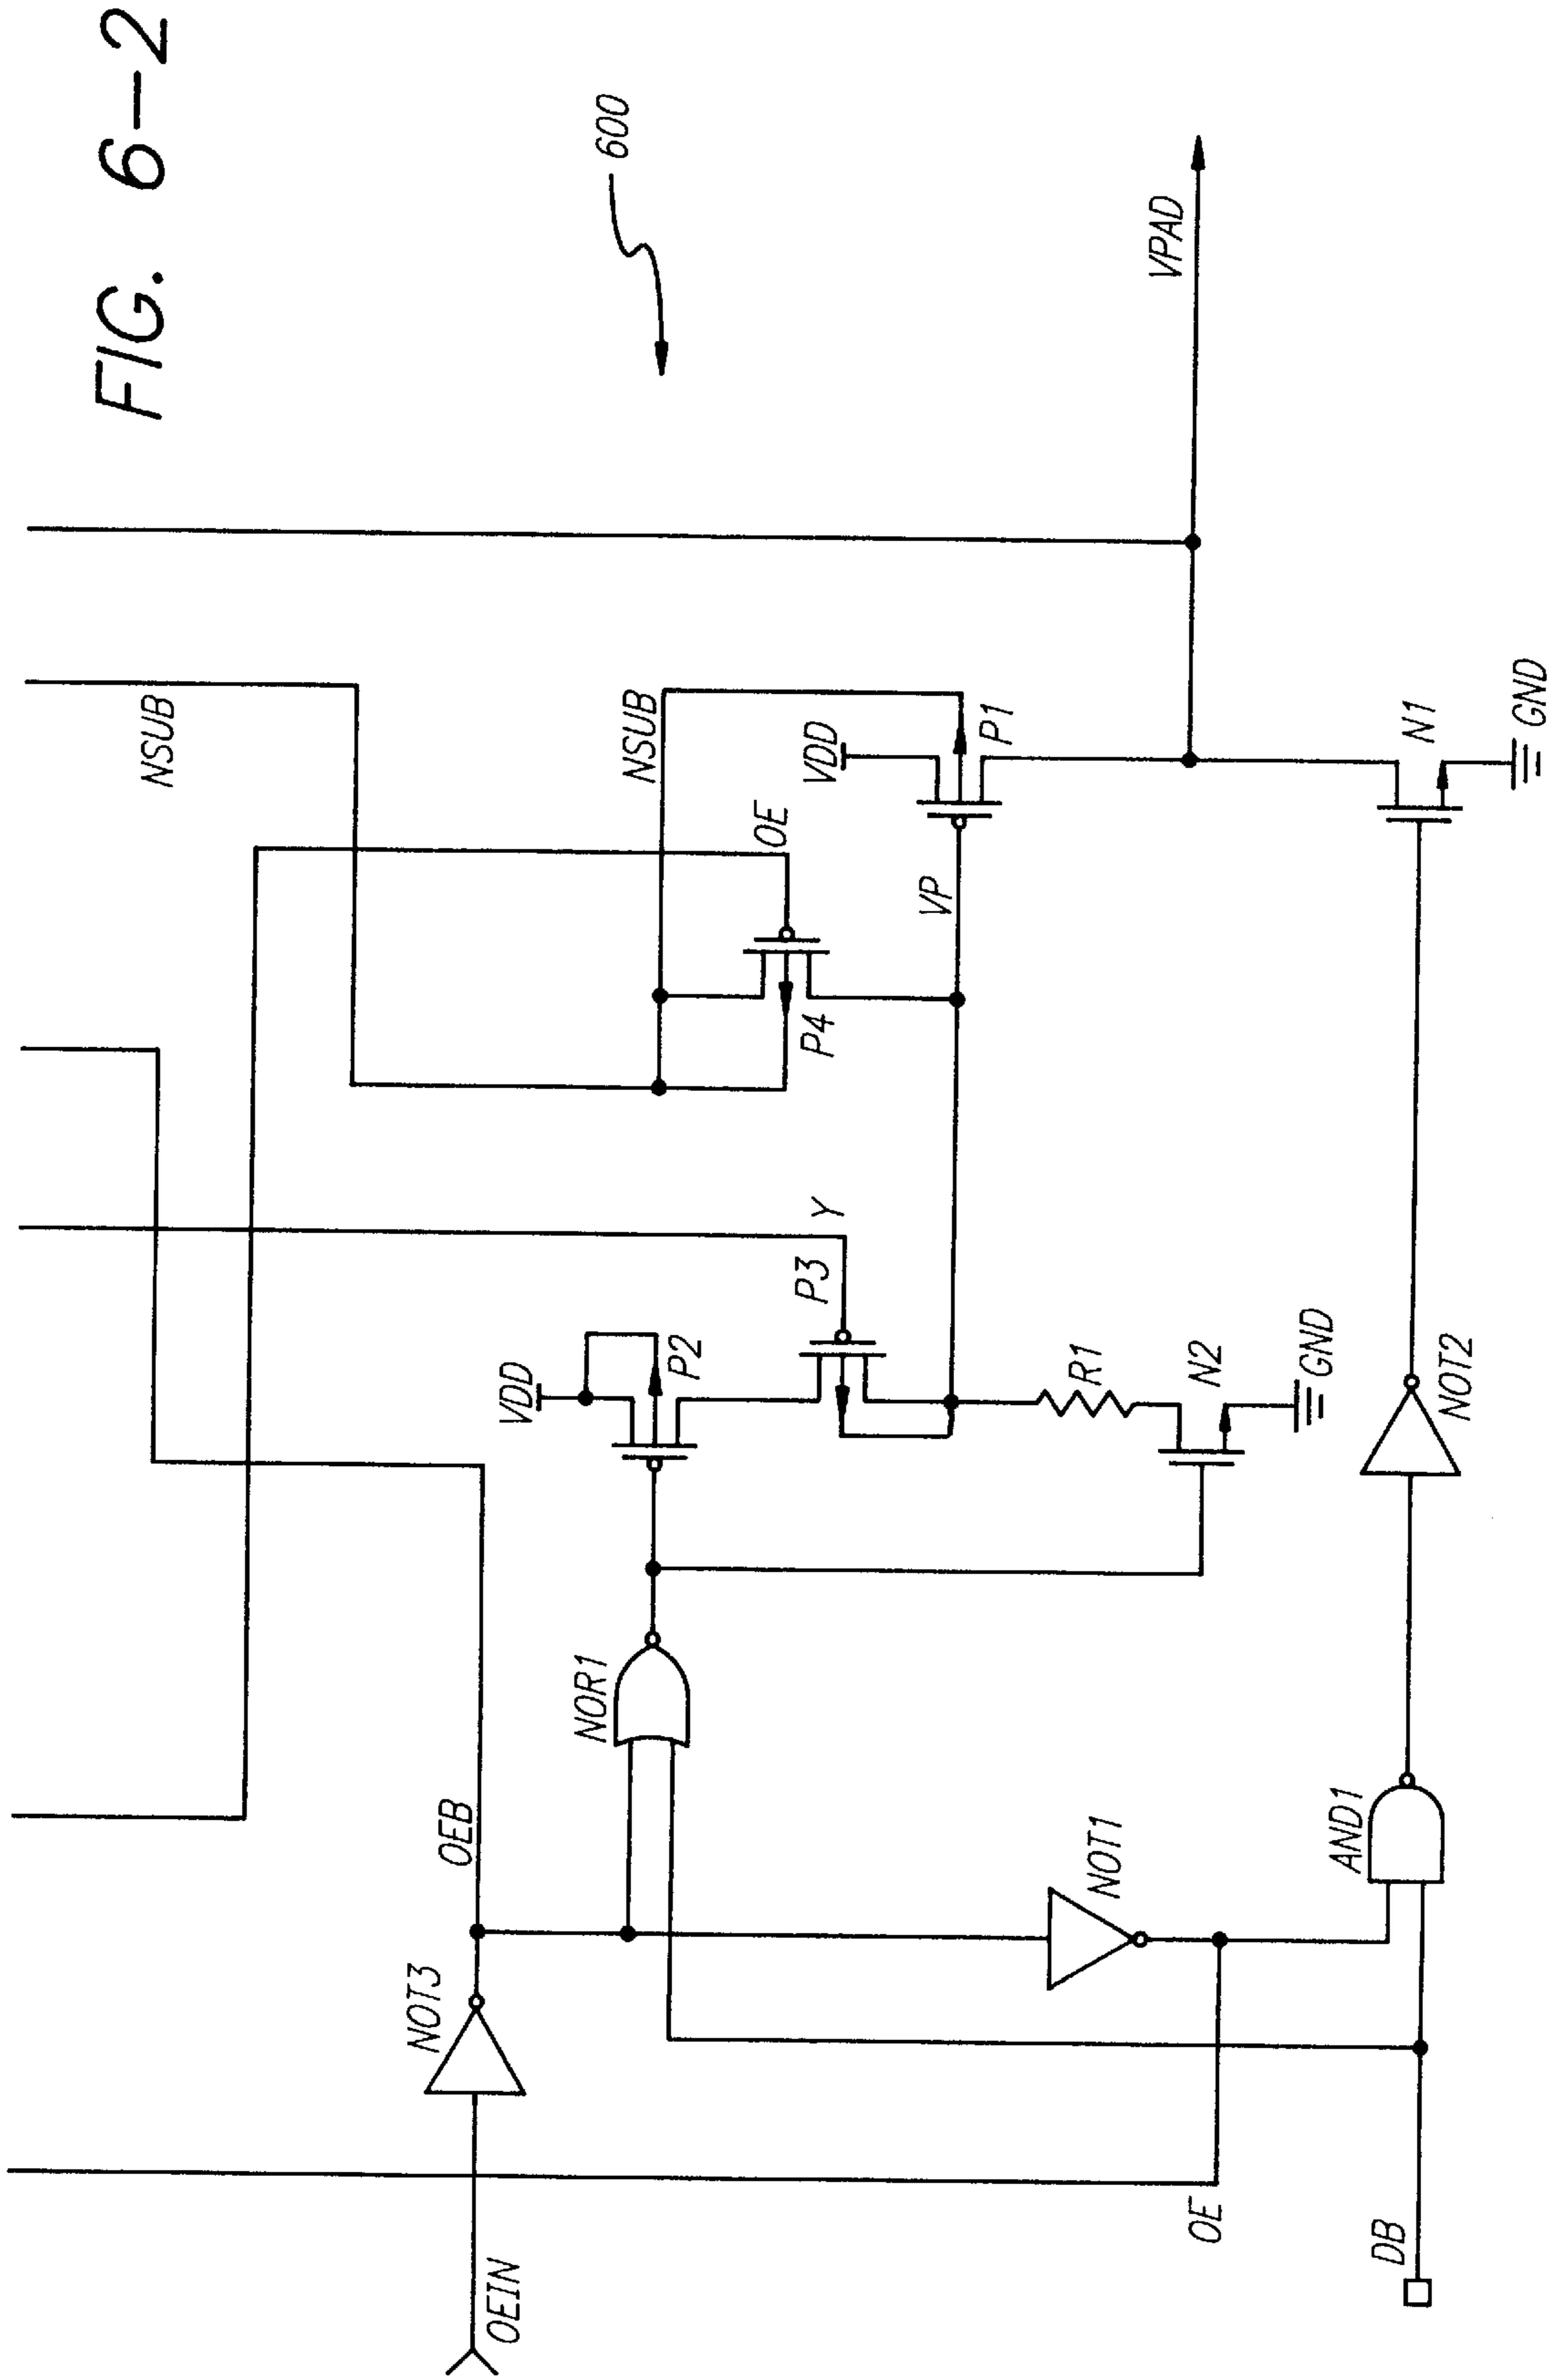 FIG. 6-2
600
NSUB
NSUB
VDD
OE
P1
VPAD
VP
P4
N1
GND
Y
P3
VDD
P2
R1
N2
GND
NOT2
NOR1
OEB
NOT1
AND1
NOT3
OEIN
OE
DB